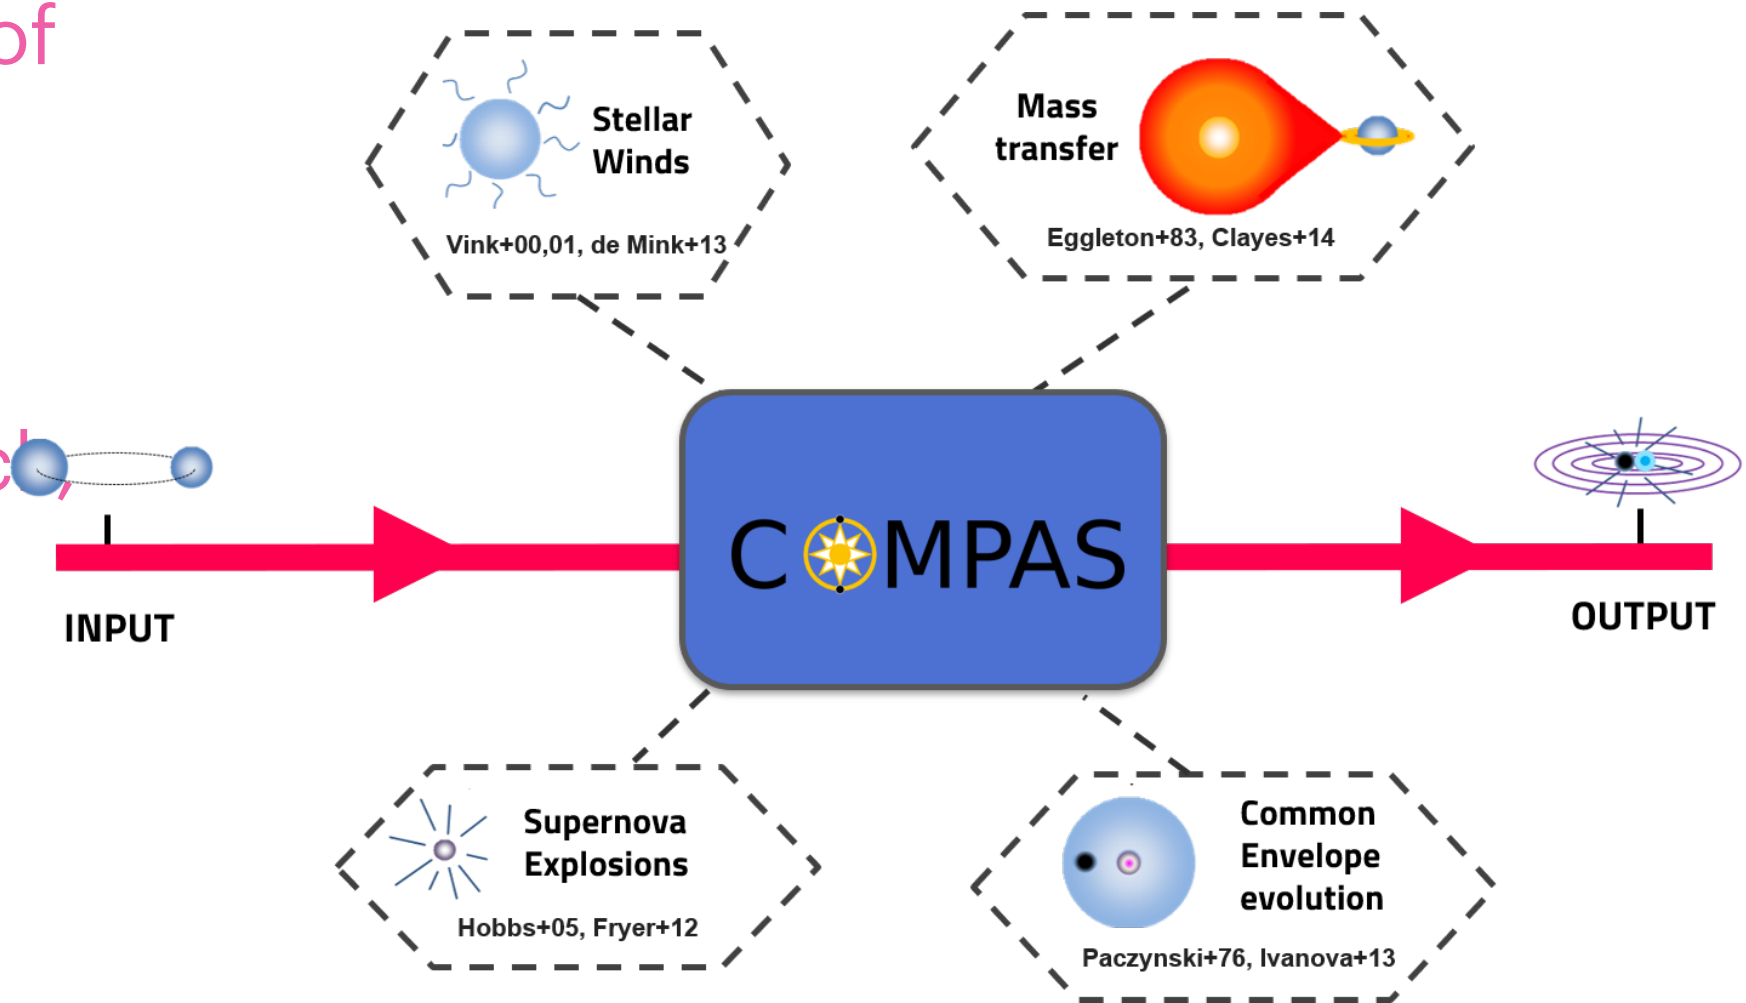 of
Stellar
Winds
Vink+00,01, de Mink+13
Mass
transfer
Eggleton+83, Clayes+14
COMPAS
INPUT
OUTPUT
Supernova
Explosions
Hobbs+05, Fryer+12
Common
Envelope
evolution
Paczynski+76, Ivanova+13